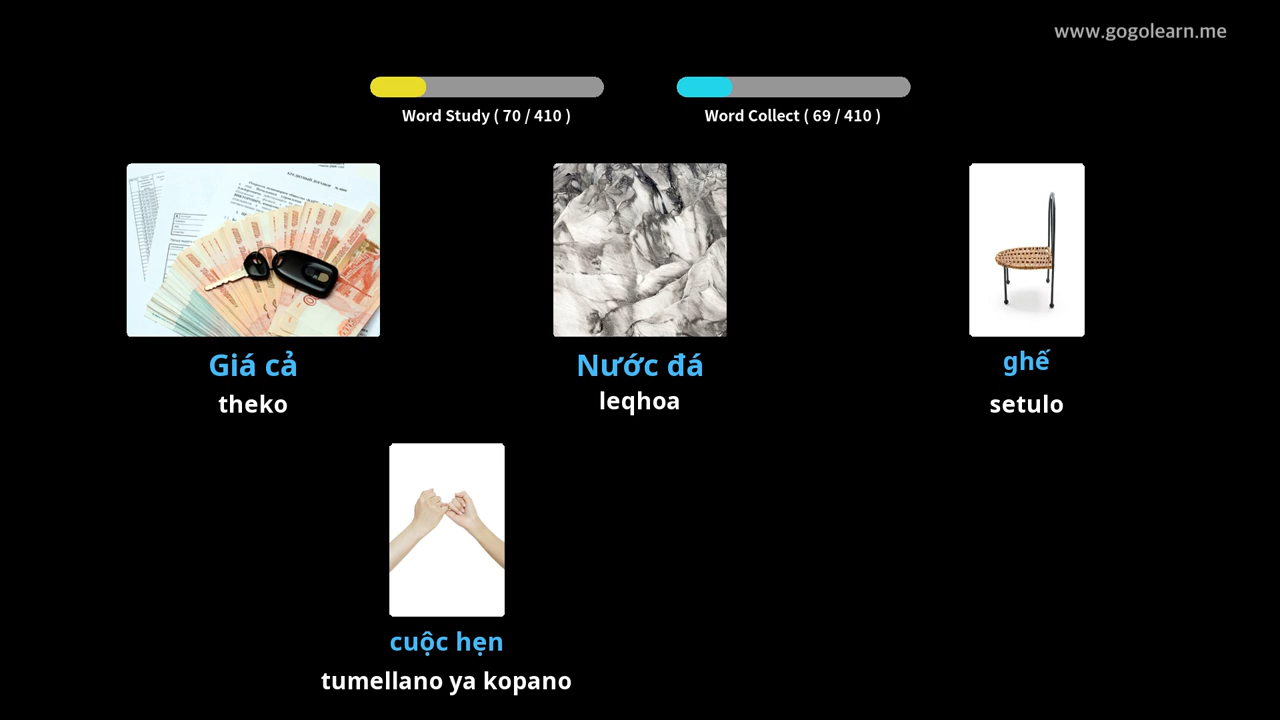 www.gogolearn.me
Word Study ( 70 / 410 )
Word Collect ( 69 / 410 )
Giá cả
theko
Nước đá
leqhoa
ghế
setulo
cuộc hẹn
tumellano ya kopano